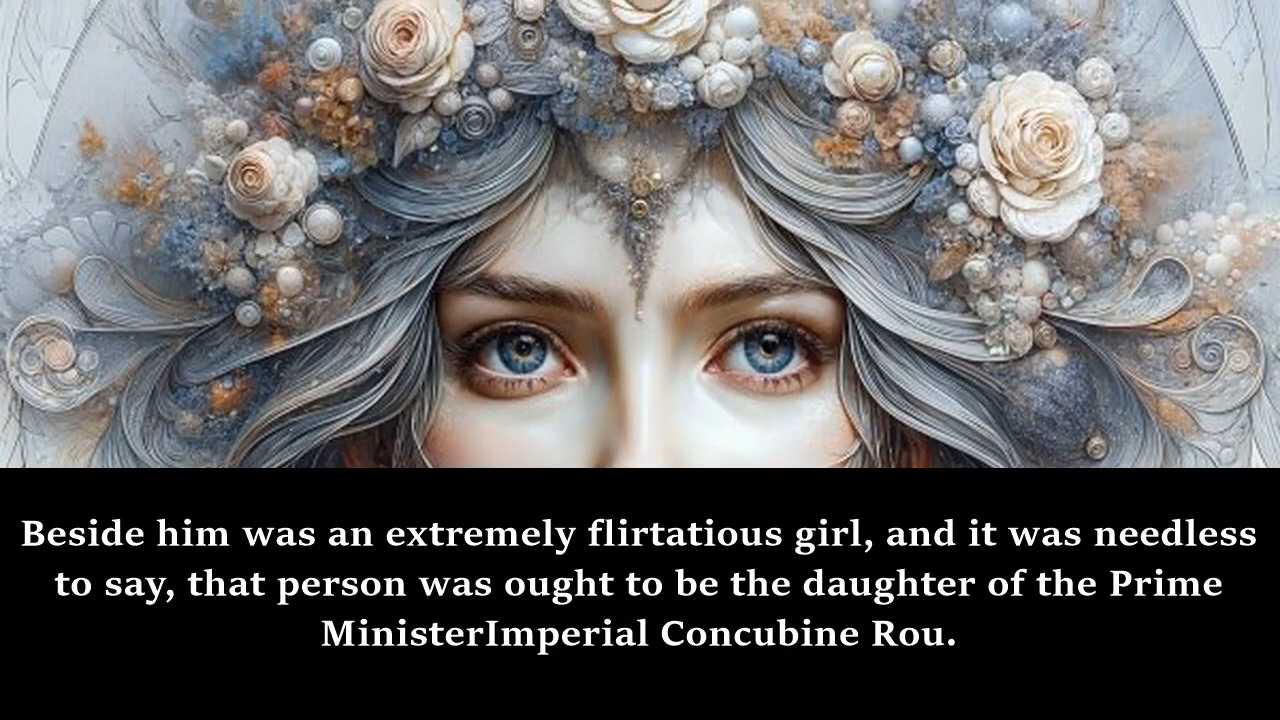 Beside him was an extremely flirtatious girl, and it was needless
to say, that person was ought to be the daughter of the Prime
MinisterImperial Concubine Rou.